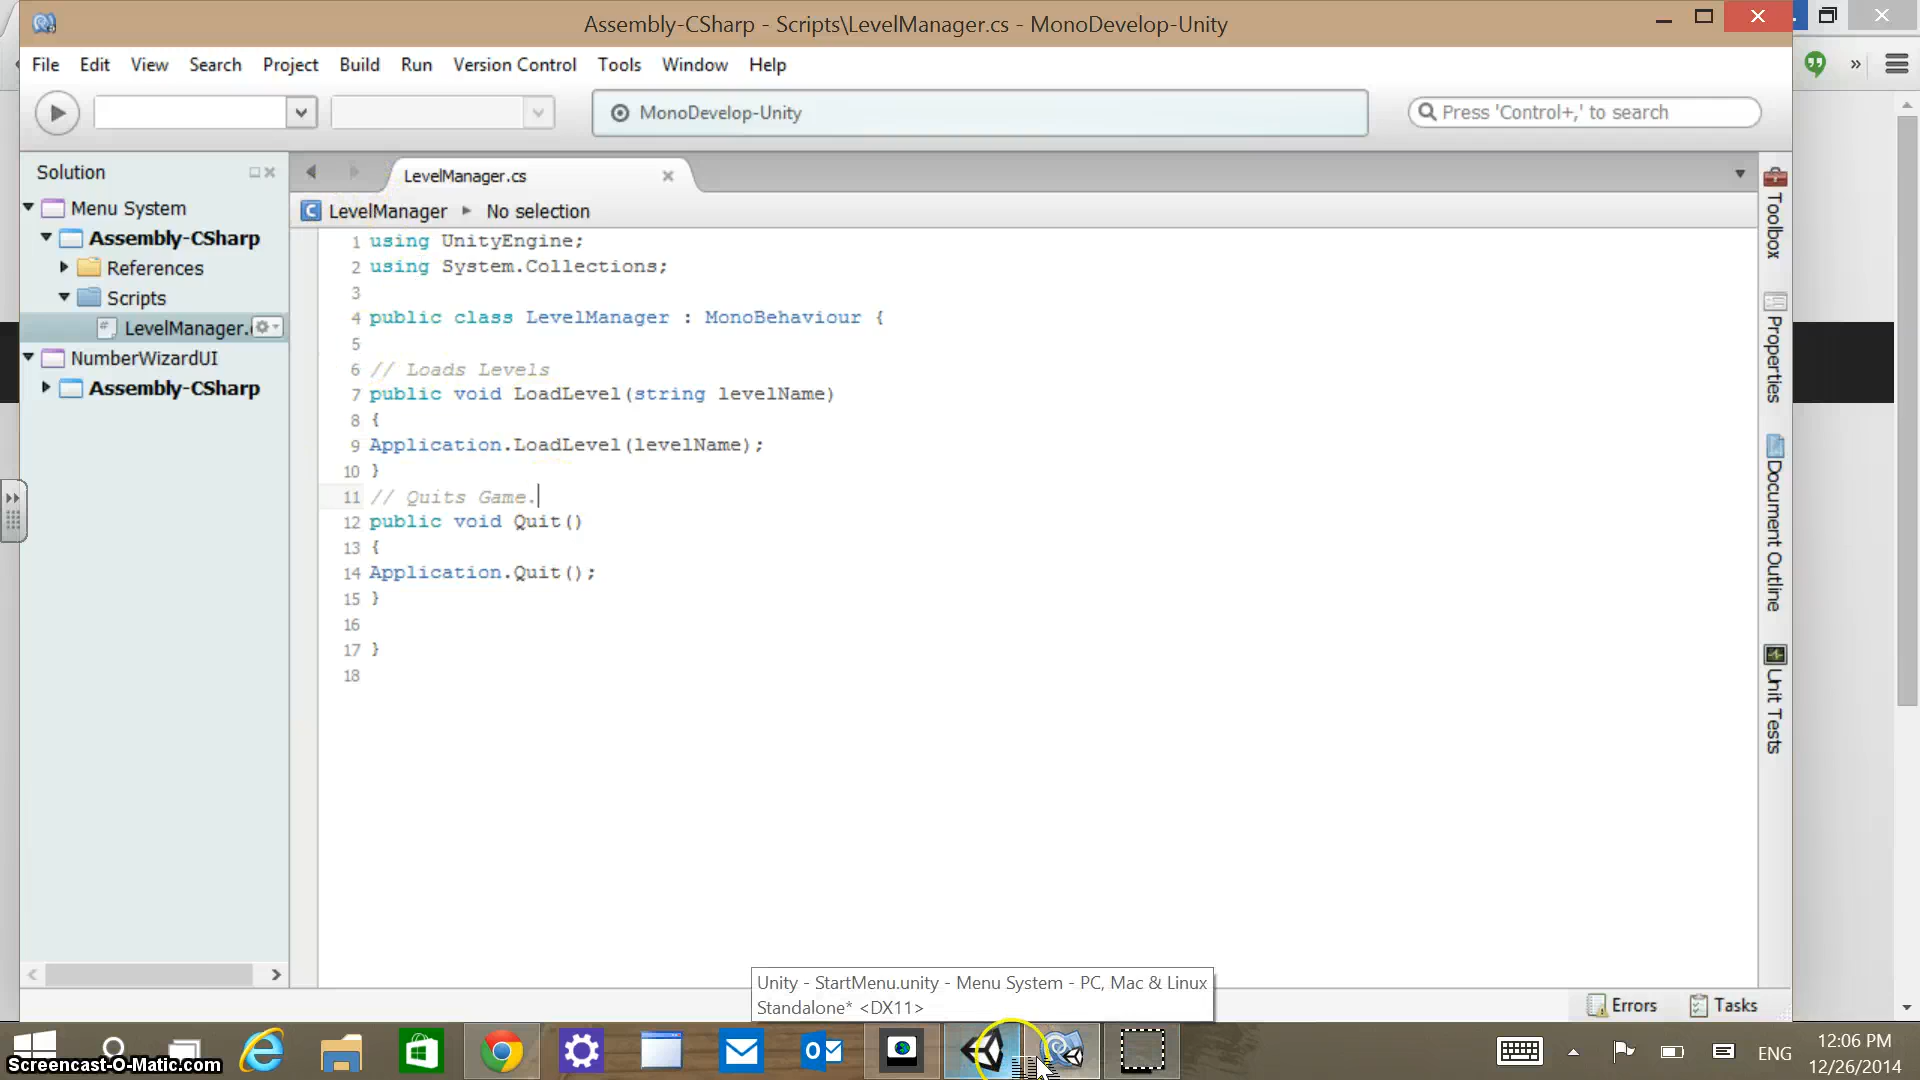 Assembly-CSharp - Scripts\LevelManager.cs - MonoDevelop-Unity
File Edit View Search Project Build Run Version Control Tools Window Help
MonoDevelop-Unity
Press 'Control+,' to search
Solution
Menu System
Assembly-CSharp
References
Scripts
LevelManager.
NumberWizardUI
Assembly-CSharp
LevelManager.cs
LevelManager No selection
1 using UnityEngine;
2 using System.Collections;
3
4 public class LevelManager : MonoBehaviour {
5
6 // Loads Levels
7 public void LoadLevel(string levelName)
8 {
9 Application.LoadLevel(levelName);
10 }
11 // Quits Game.
12 public void Quit()
13 {
14 Application.Quit();
15 }
16
17 }
18
Toolbox
Properties
Document Outline
Unit Tests
Unity - StartMenu.unity - Menu System - PC, Mac & Linux
Standalone* <DX11>
Errors Tasks
ENG
12:06 PM
12/26/2014
Screencast-O-Matic.com